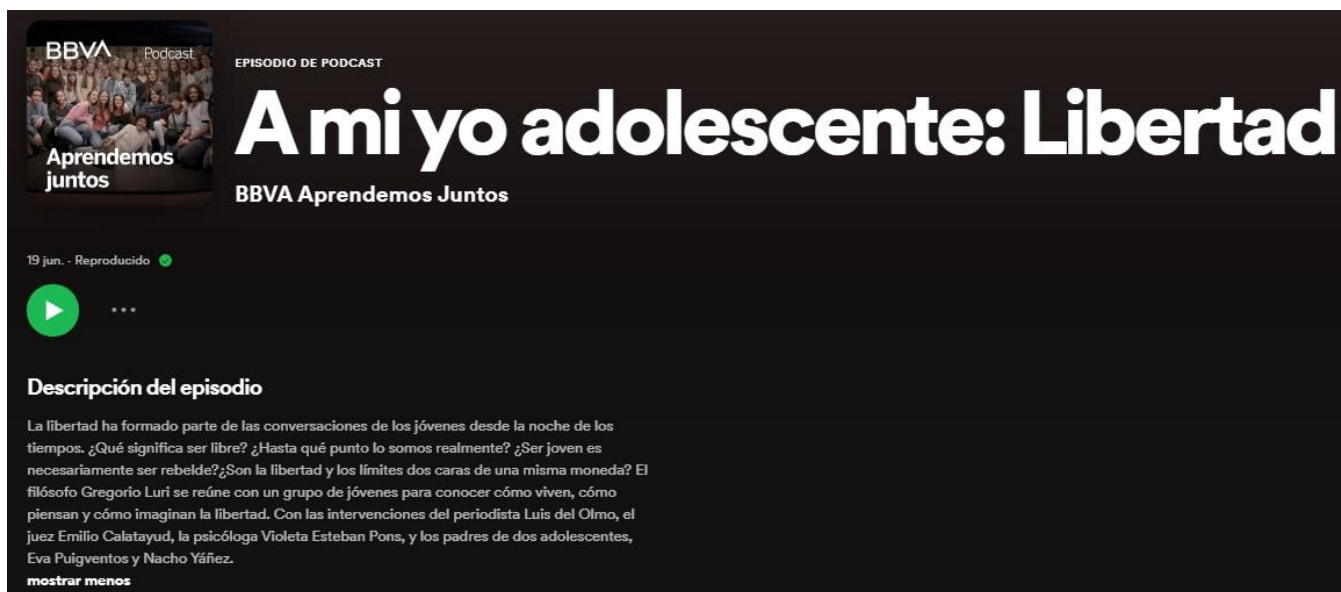 BBVA
Podcast
Aprendemos
juntos
EPISODIO DE PODCAST
A mi yo adolescente: Libertad
BBVA Aprendemos Juntos
19 jun. · Reproducido
Descripción del episodio
La libertad ha formado parte de las conversaciones de los jóvenes desde la noche de los
tiempos. ¿Qué significa ser libre? ¿Hasta qué punto lo somos realmente? ¿Ser joven es
necesariamente ser rebelde?¿Son la libertad y los límites dos caras de una misma moneda? El
filósofo Gregorio Luri se reúne con un grupo de jóvenes para conocer cómo viven, cómo
piensan y cómo imaginan la libertad. Con las intervenciones del periodista Luis del Olmo, el
juez Emilio Calatayud, la psicóloga Violeta Esteban Pons, y los padres de dos adolescentes,
Eva Puigventos y Nacho Yáñez.
mostrar menos